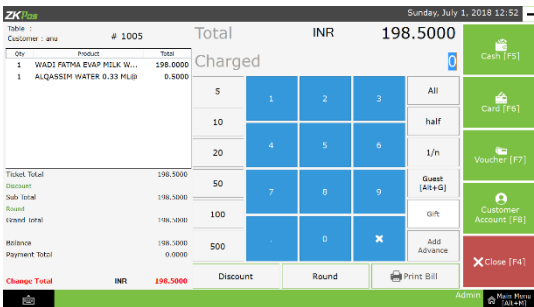 ZKPos
Sunday, July 1, 2018 12:52
Table :
Customer : anu
# 1005
Total INR 198.5000
Charged 0
Qty Product Total
1 WADI FATMA EVAP MILK W... 198.0000
1 ALQASSIM WATER 0.33 ML@ 0.5000
Ticket Total 198.5000
Discount
Sub Total 198.5000
Round
Grand Total 198.5000
Balance 198.5000
Payment Total 0.0000
Change Total INR 198.5000
5 1 2 3 All
10 half
20 4 5 6 1/n
50 7 8 9 Guest
[Alt+G]
100 Gift
500 . 0 Add
Advance
Discount Round Print Bill
Cash [F5]
Card [F6]
Voucher [F7]
Customer
Account [F8]
Close [F4]
Admin
Main Menu
[Alt+M]